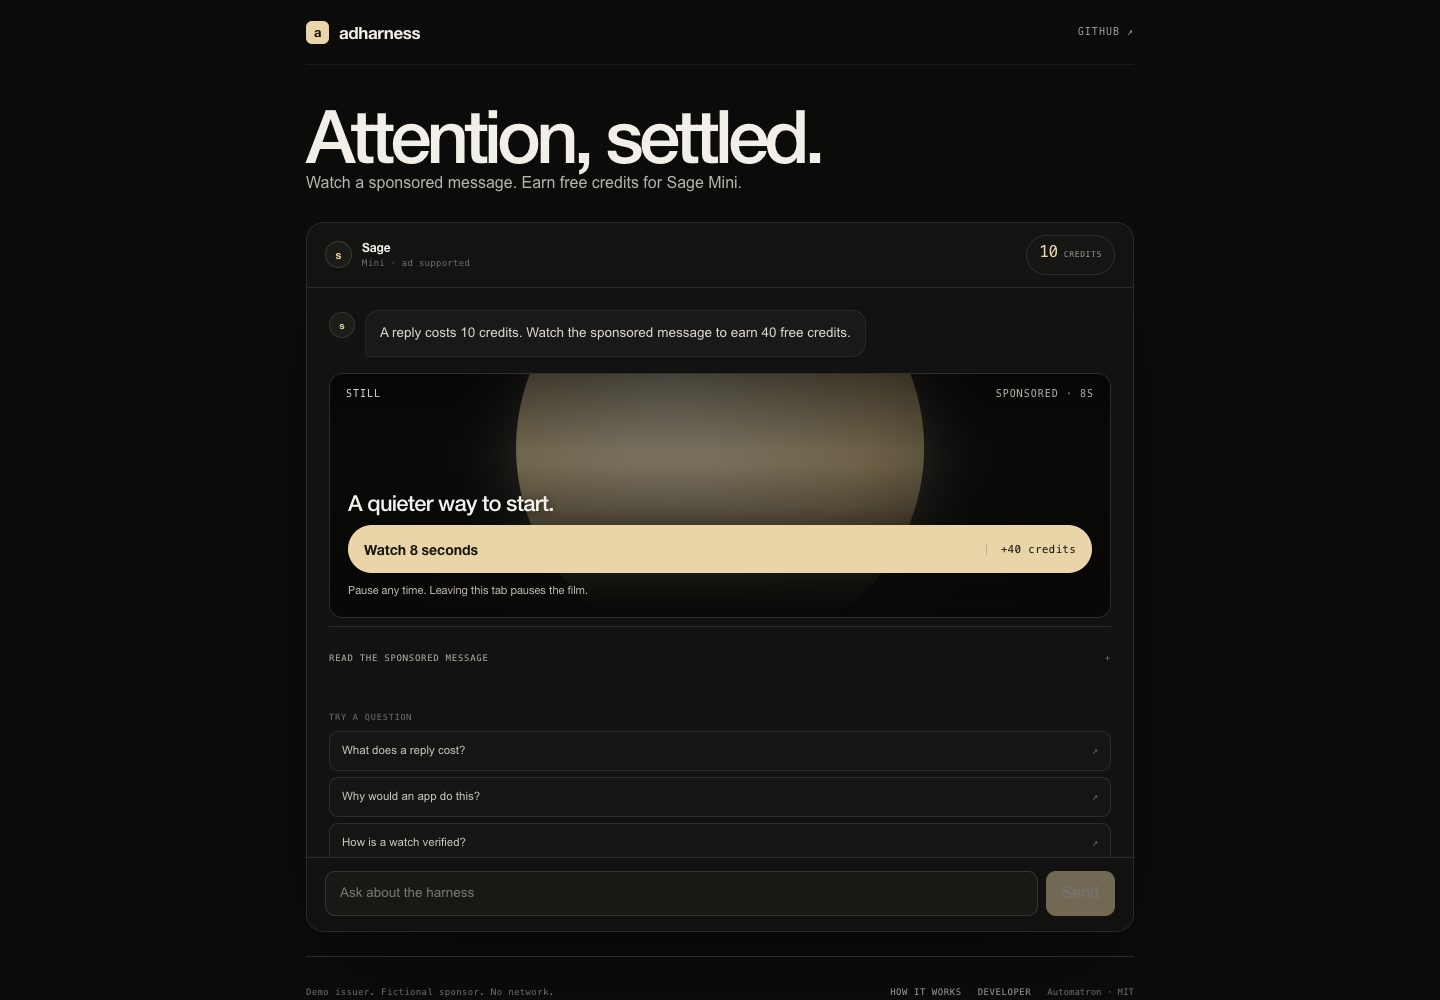 a adharness
GITHUB ↗
Attention, settled.
Watch a sponsored message. Earn free credits for Sage Mini.
s Sage
Mini · ad supported
10 CREDITS
s
A reply costs 10 credits. Watch the sponsored message to earn 40 free credits.
STILL
SPONSORED · 8S
A quieter way to start.
Watch 8 seconds
+40 credits
Pause any time. Leaving this tab pauses the film.
READ THE SPONSORED MESSAGE +
TRY A QUESTION
What does a reply cost? ↗
Why would an app do this? ↗
How is a watch verified? ↗
Ask about the harness
Send
Demo issuer. Fictional sponsor. No network.
HOW IT WORKS DEVELOPER Automatron · MIT